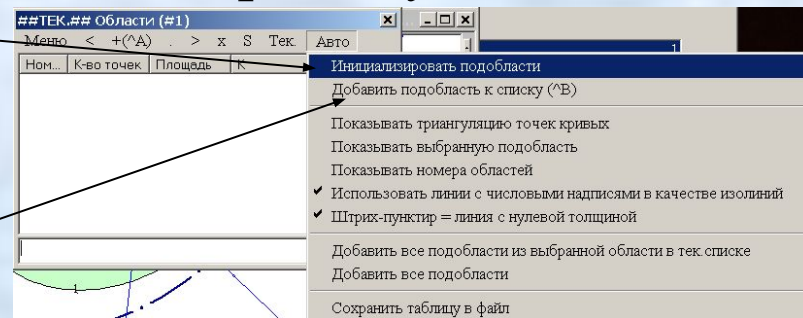 ##ТЕК.## Области (#1)
Меню < +(^A) . > x S Тек. Авто
1
Ном... К-во точек Площадь К
Инициализировать подобласти
Добавить подобласть к списку (^B)
Показывать триангуляцию точек кривых
Показывать выбранную подобласть
Показывать номера областей
Использовать линии с числовыми надписями в качестве изолиний
Штрих-пунктир = линия с нулевой толщиной
Добавить все подобласти из выбранной области в тек.списке
Добавить все подобласти
Сохранить таблицу в файл
1